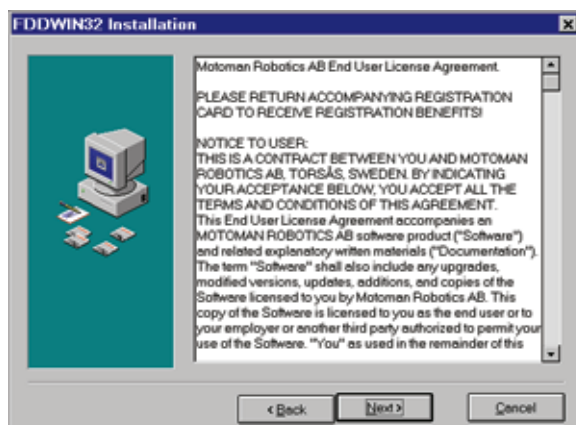 FDDWIN32 Installation
Motoman Robotics AB End User License Agreement.
PLEASE RETURN ACCOMPANYING REGISTRATION
CARD TO RECEIVE REGISTRATION BENEFITS!
NOTICE TO USER:
THIS IS A CONTRACT BETWEEN YOU AND MOTOMAN
ROBOTICS AB, TORSÅS, SWEDEN. BY INDICATING
YOUR ACCEPTANCE BELOW, YOU ACCEPT ALL THE
TERMS AND CONDITIONS OF THIS AGREEMENT.
This End User License Agreement accompanies an
MOTOMAN ROBOTICS AB software product ("Software")
and related explanatory written materials ("Documentation").
The term "Software" shall also include any upgrades,
modified versions, updates, additions, and copies of the
Software licensed to you by Motoman Robotics AB. This
copy of the Software is licensed to you as the end user or to
your employer or another third party authorized to permit your
use of the Software. "You" as used in the remainder of this
< Back
Next >
Cancel